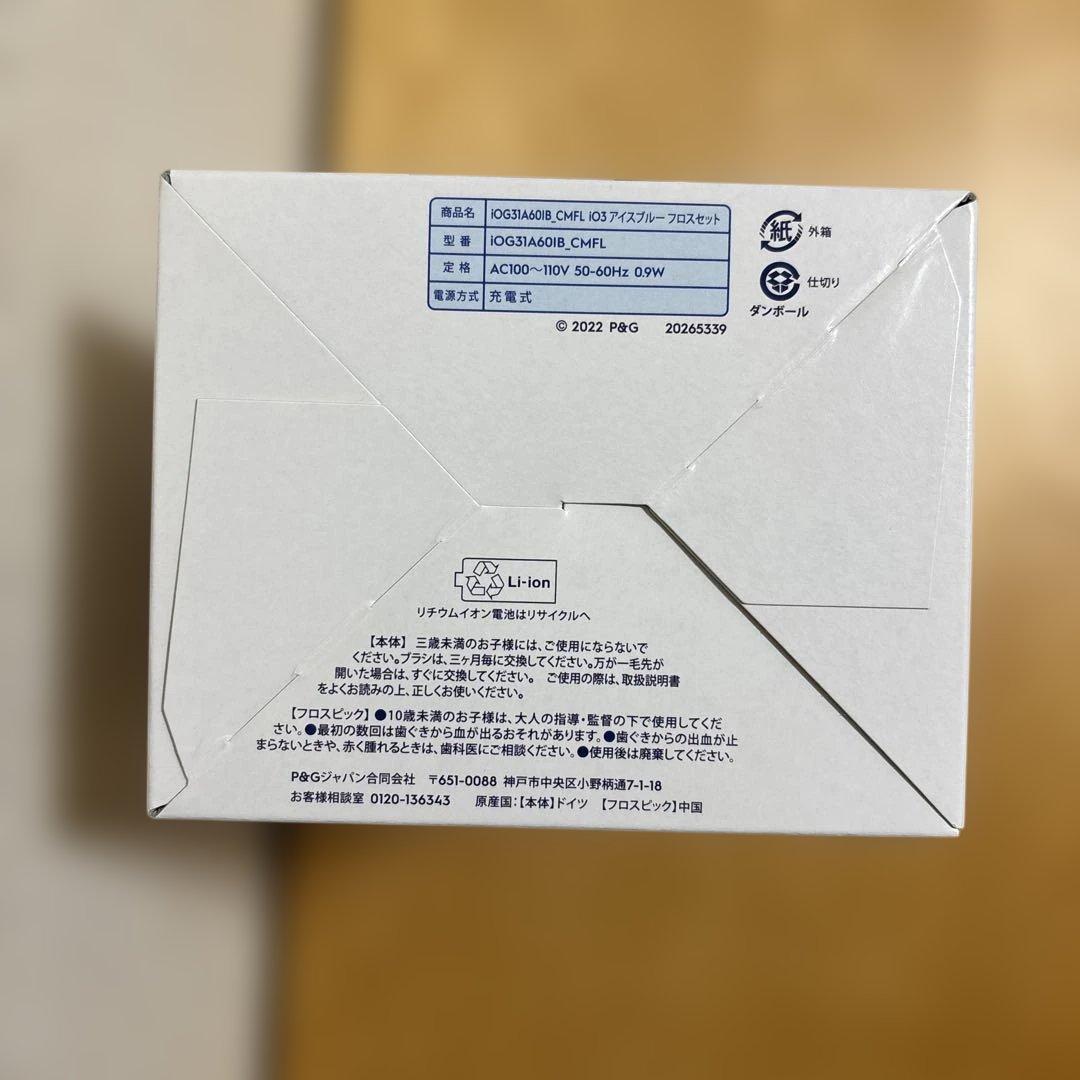 商品名 iOG31A60IB_CMFL iO3 アイスブルー フロスセット
型番 iOG31A60IB_CMFL
定格 AC100〜110V 50-60Hz 0.9W
電源方式 充電式
© 2022 P&G 20265339
紙 外箱
仕切り
ダンボール
Li-ion
リチウムイオン電池はリサイクルへ
【本体】 三歳未満のお子様には、ご使用にならないで
ください。ブラシは、三ヶ月毎に交換してください。万が一毛先が
開いた場合は、すぐに交換してください。 ご使用の際は、取扱説明書
をよくお読みの上、正しくお使いください。
【フロスピック】●10歳未満のお子様は、大人の指導・監督の下で使用してくだ
さい。●最初の数回は歯ぐきから血が出るおそれがあります。●歯ぐきからの出血が止
まらないときや、赤く腫れるときは、歯科医にご相談ください。●使用後は廃棄してください。
P&Gジャパン合同会社 〒651-0088 神戸市中央区小野柄通7-1-18
お客様相談室 0120-136343 原産国:【本体】ドイツ 【フロスピック】中国